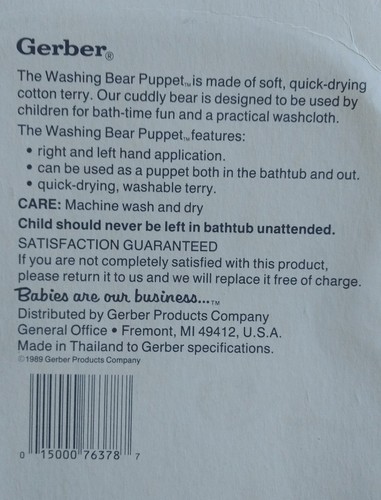 Gerber®
The Washing Bear Puppet™ is made of soft, quick-drying
cotton terry. Our cuddly bear is designed to be used by
children for bath-time fun and a practical washcloth.
The Washing Bear Puppet™ features:
• right and left hand application.
• can be used as a puppet both in the bathtub and out.
• quick-drying, washable terry.
CARE: Machine wash and dry
Child should never be left in bathtub unattended.
SATISFACTION GUARANTEED
If you are not completely satisfied with this product,
please return it to us and we will replace it free of charge.
Babies are our business...™
Distributed by Gerber Products Company
General Office • Fremont, MI 49412, U.S.A.
Made in Thailand to Gerber specifications.
©1989 Gerber Products Company
0 15000 76378 7